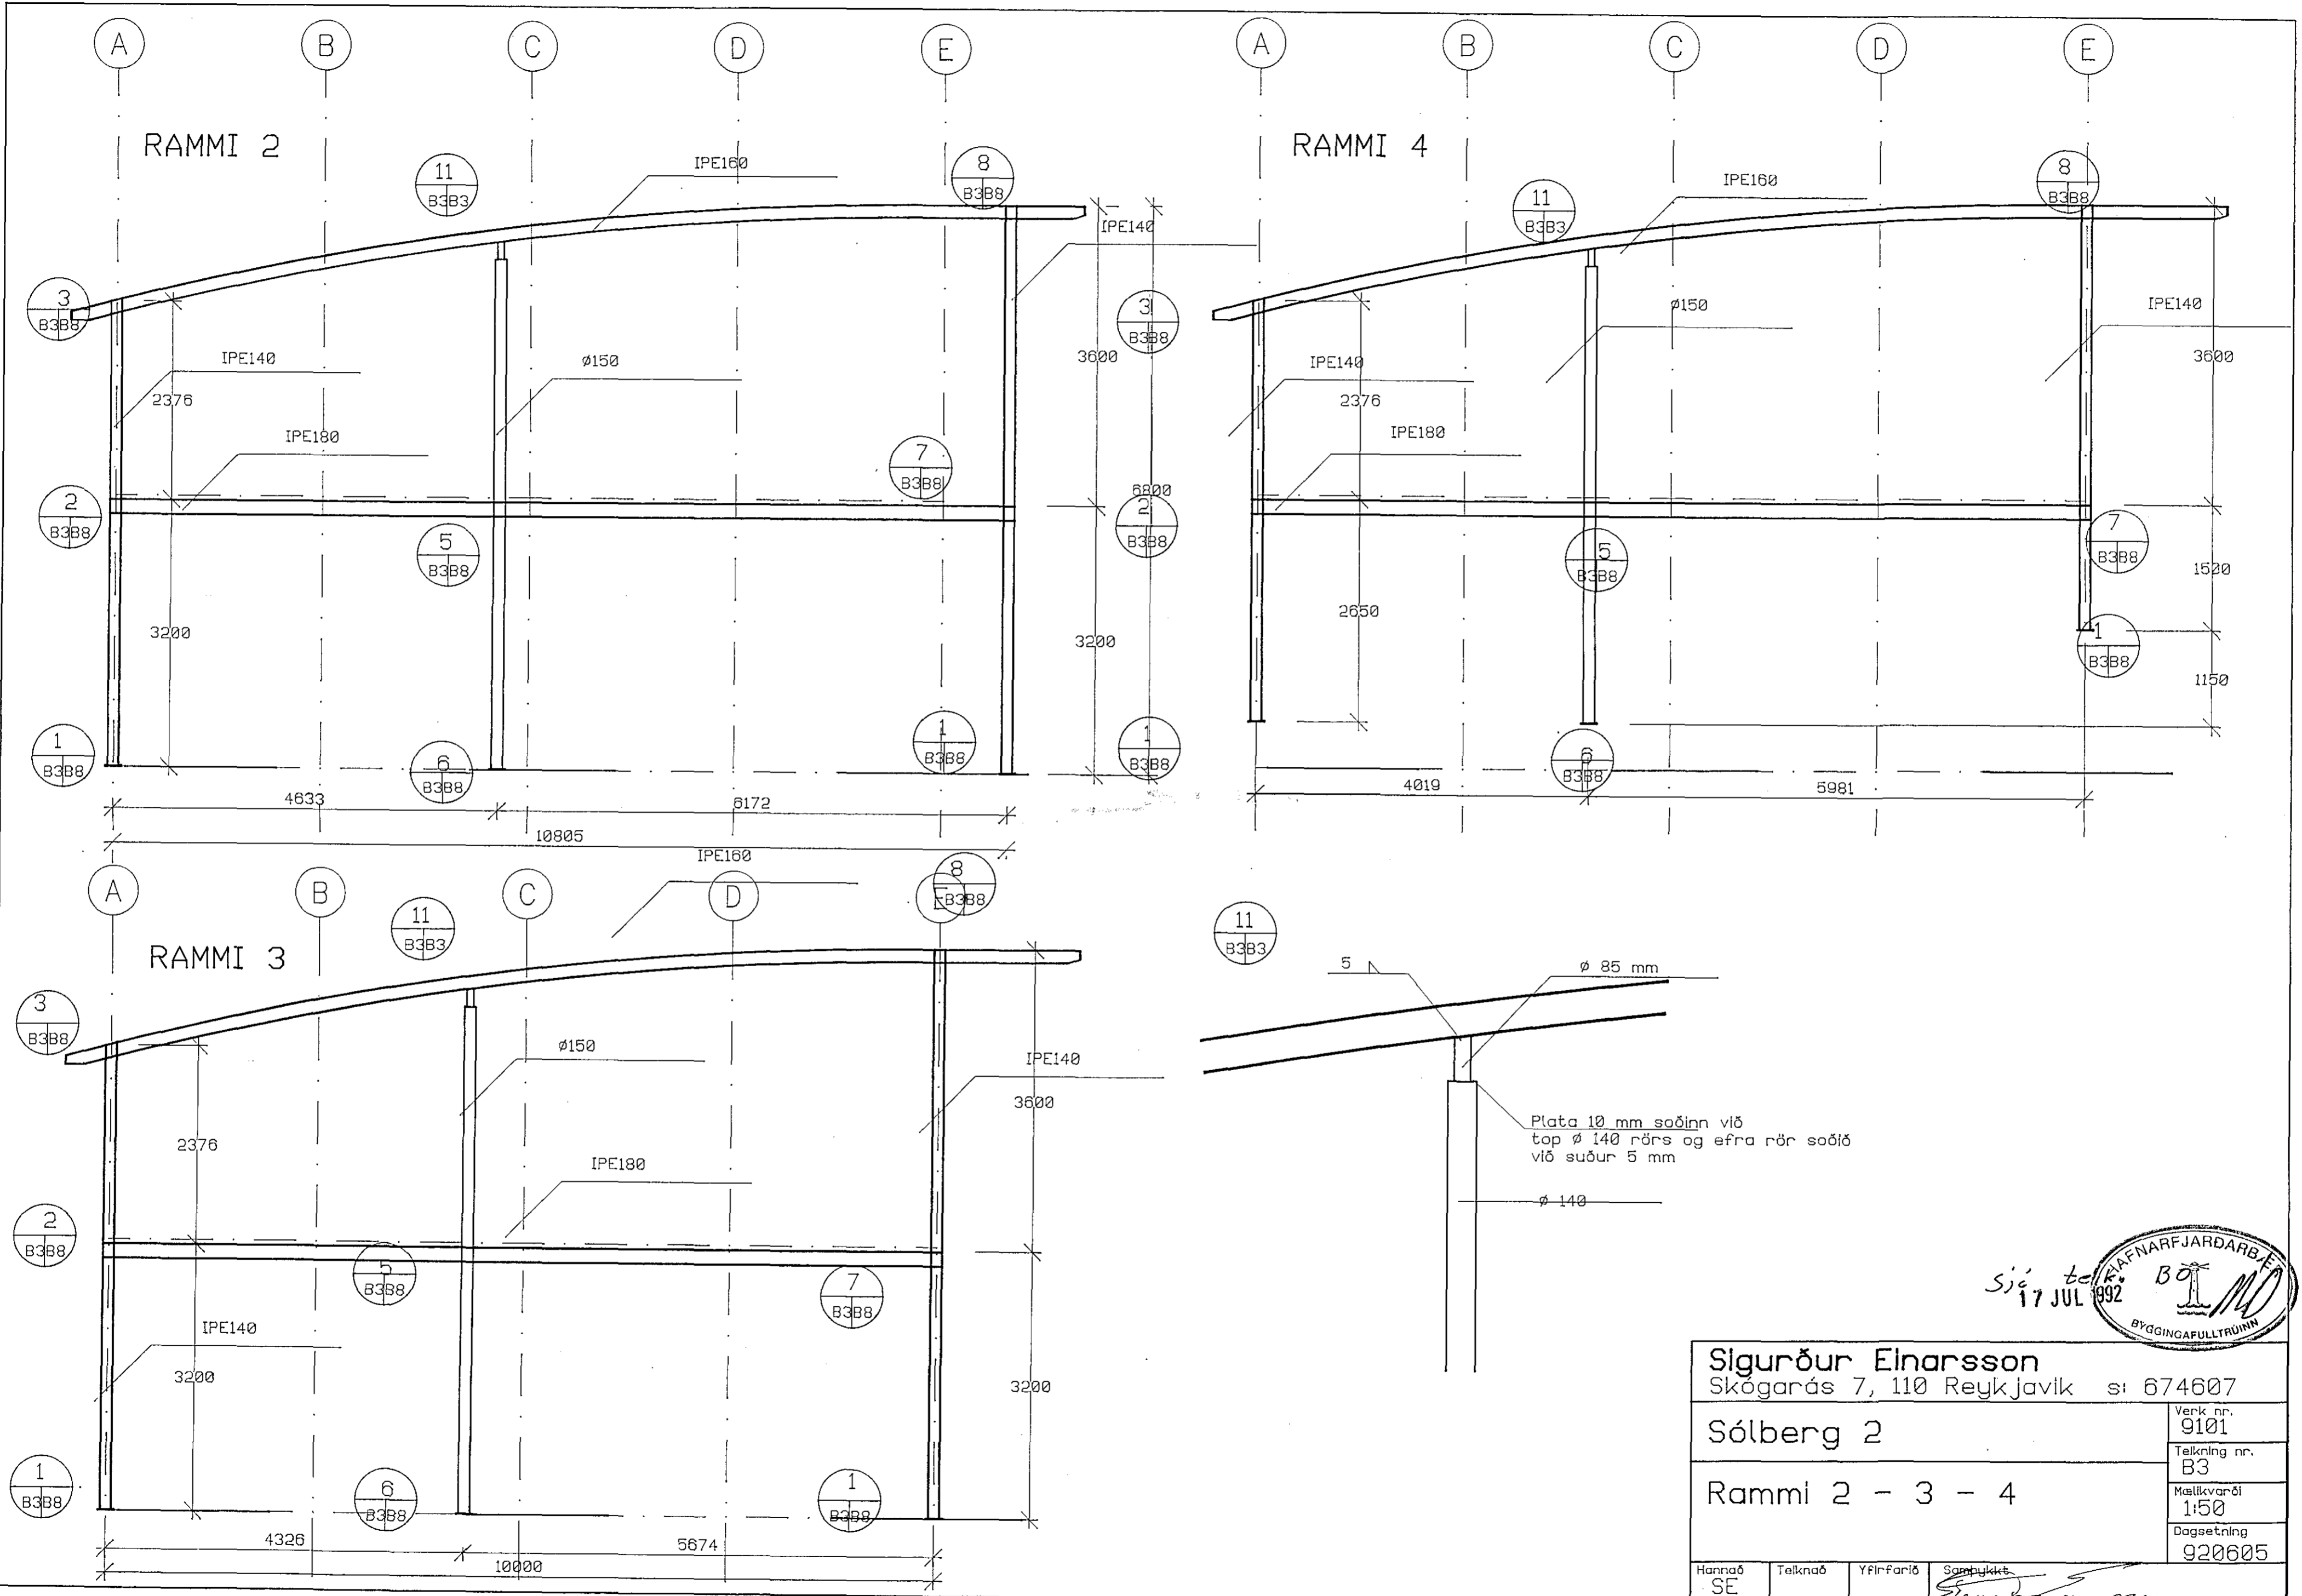 A B C D E
RAMMI 2
11
B3B3
IPE160
8
B3B8
IPE140
3
B3B8
IPE140
2376
Ø150
IPE180
3600
7
B3B8
2
B3B8
5
B3B8
3200
3200
6800
1
B3B8
6
B3B8
1
B3B8
4633
6172
10805
3
B3B8
2
B3B8
1
B3B8
A B C D E
RAMMI 4
11
B3B3
IPE160
8
B3B8
IPE140
Ø150
IPE140
2376
IPE180
3600
5
B3B8
7
B3B8
1500
2650
1
B3B8
1150
6
B3B8
4019
5981
A B C D E
RAMMI 3
IPE160
8
B3B8
11
B3B3
3
B3B8
Ø150
IPE140
3600
2376
IPE180
2
B3B8
5
B3B8
7
B3B8
IPE140
3200
3200
1
B3B8
6
B3B8
1
B3B8
4326
5674
10000
11
B3B3
5
Ø 85 mm
Plata 10 mm soðinn við
top Ø 140 rörs og efra rör soðið
við suður 5 mm
Ø 140
Sjá
17 JUL 1992
HAFNARFJARÐARBÆR
BYGGINGAFULLTRÚINN
Sigurður Einarsson
Skógarás 7, 110 Reykjavik s: 674607
Sólberg 2
Verk nr.
9101
Teikning nr.
B3
Rammi 2 - 3 - 4
Mælikvarði
1:50
Dagsetning
920605
Hannað
SE
Teiknað
Yfirfarið
Samþykkt